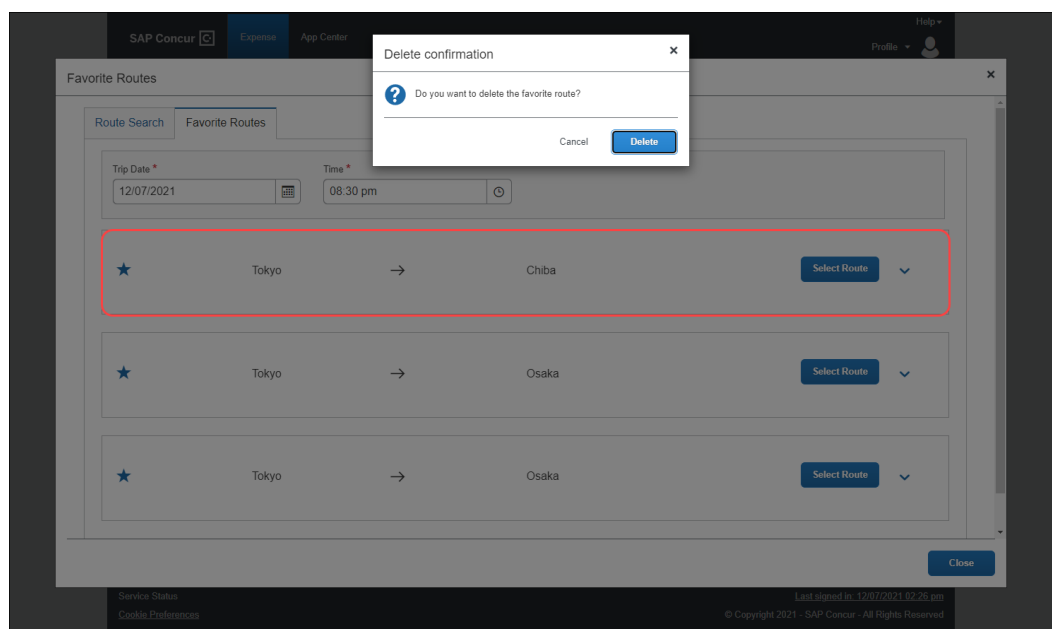 Help
SAP Concur C
Expense
App Center
Profile
Delete confirmation
Do you want to delete the favorite route?
Cancel
Delete
Favorite Routes
Route Search
Favorite Routes
Trip Date *
Time *
12/07/2021
08:30 pm
Tokyo → Chiba Select Route
Tokyo → Osaka Select Route
Tokyo → Osaka Select Route
Close
Service Status
Last signed in: 12/07/2021 02:26 pm
Cookie Preferences
© Copyright 2021 - SAP Concur - All Rights Reserved